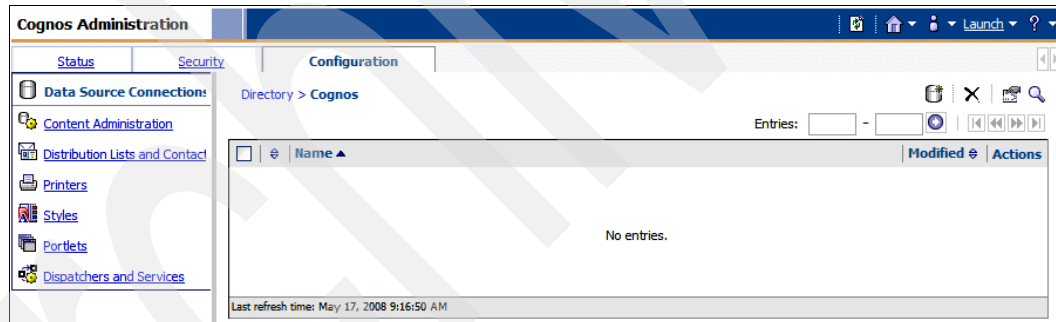 Cognos Administration
Launch ?
Status Security Configuration
Data Source Connections
Directory > Cognos
Content Administration
Entries: -
Distribution Lists and Contact
Name Modified Actions
Printers
Styles
No entries.
Portlets
Dispatchers and Services
Last refresh time: May 17, 2008 9:16:50 AM